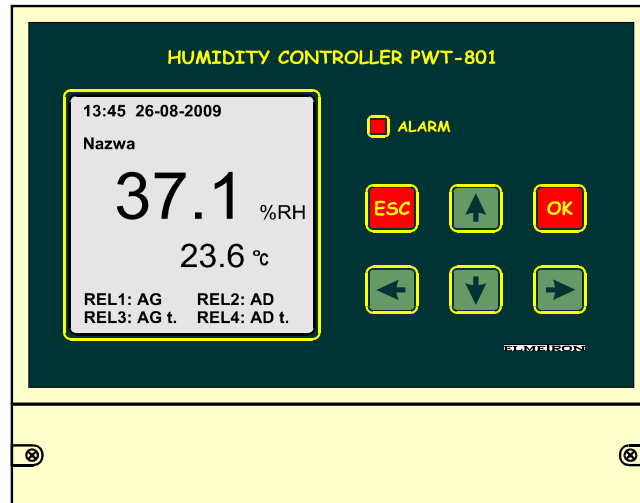 HUMIDITY CONTROLLER PWT-801
13:45 26-08-2009
Nazwa
37.1 %RH
23.6 °C
REL1: AG REL2: AD
REL3: AG t. REL4: AD t.
ALARM
ESC OK
ELMETRON